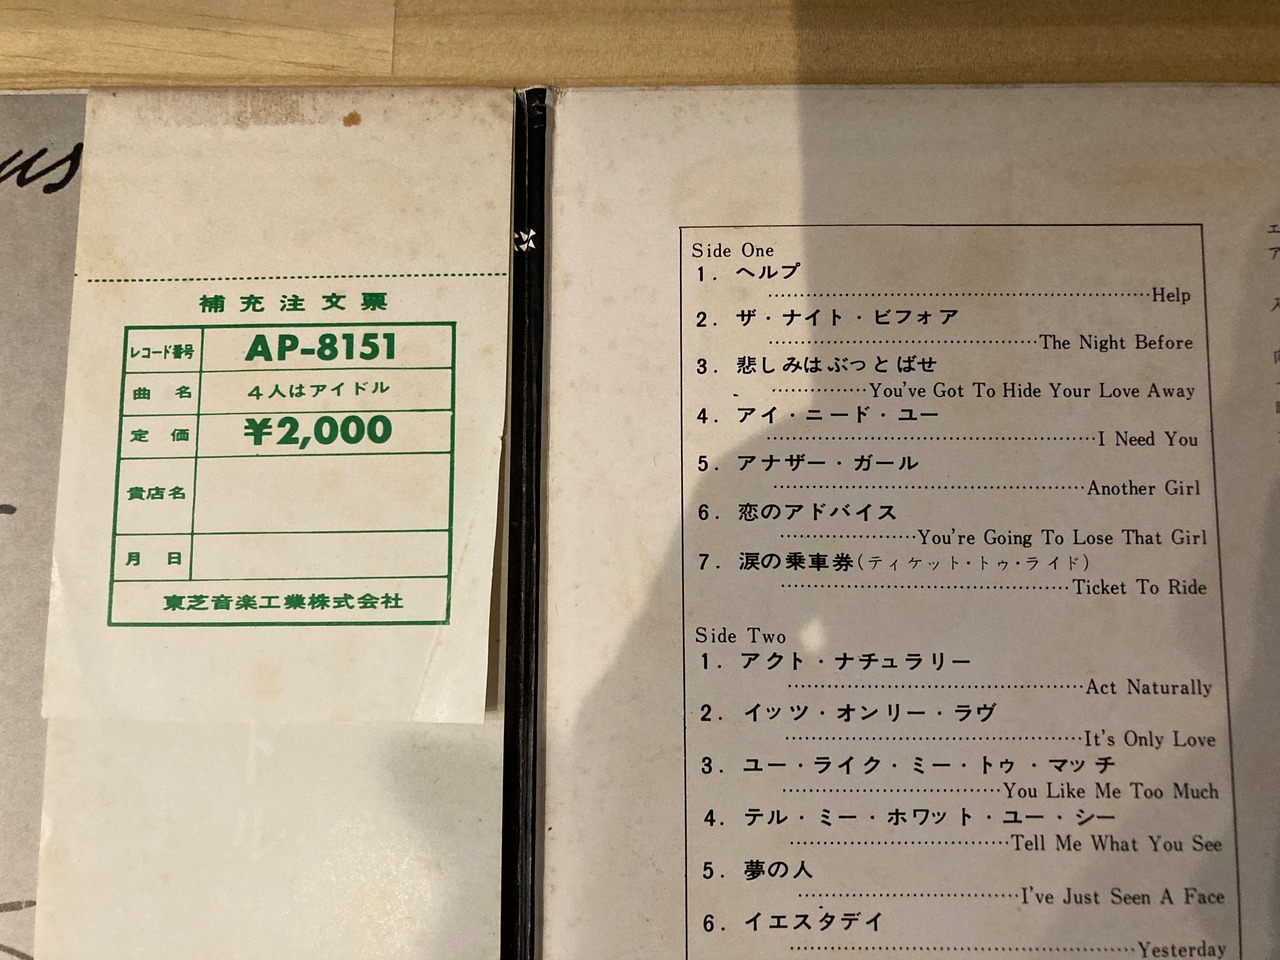 us
補充注文票
レコード番号 AP-8151
曲名 4人はアイドル
定価 ¥2,000
貴店名
月日
東芝音楽工業株式会社
Side One
1. ヘルプ
Help
2. ザ・ナイト・ビフォア
The Night Before
3. 悲しみはぶっとばせ
You've Got To Hide Your Love Away
4. アイ・ニード・ユー
I Need You
5. アナザー・ガール
Another Girl
6. 恋のアドバイス
You're Going To Lose That Girl
7. 涙の乗車券(ティケット・トゥ・ライド)
Ticket To Ride
Side Two
1. アクト・ナチュラリー
Act Naturally
2. イッツ・オンリー・ラヴ
It's Only Love
3. ユー・ライク・ミー・トゥ・マッチ
You Like Me Too Much
4. テル・ミー・ホワット・ユー・シー
Tell Me What You See
5. 夢の人
I've Just Seen A Face
6. イエスタデイ
Yesterday